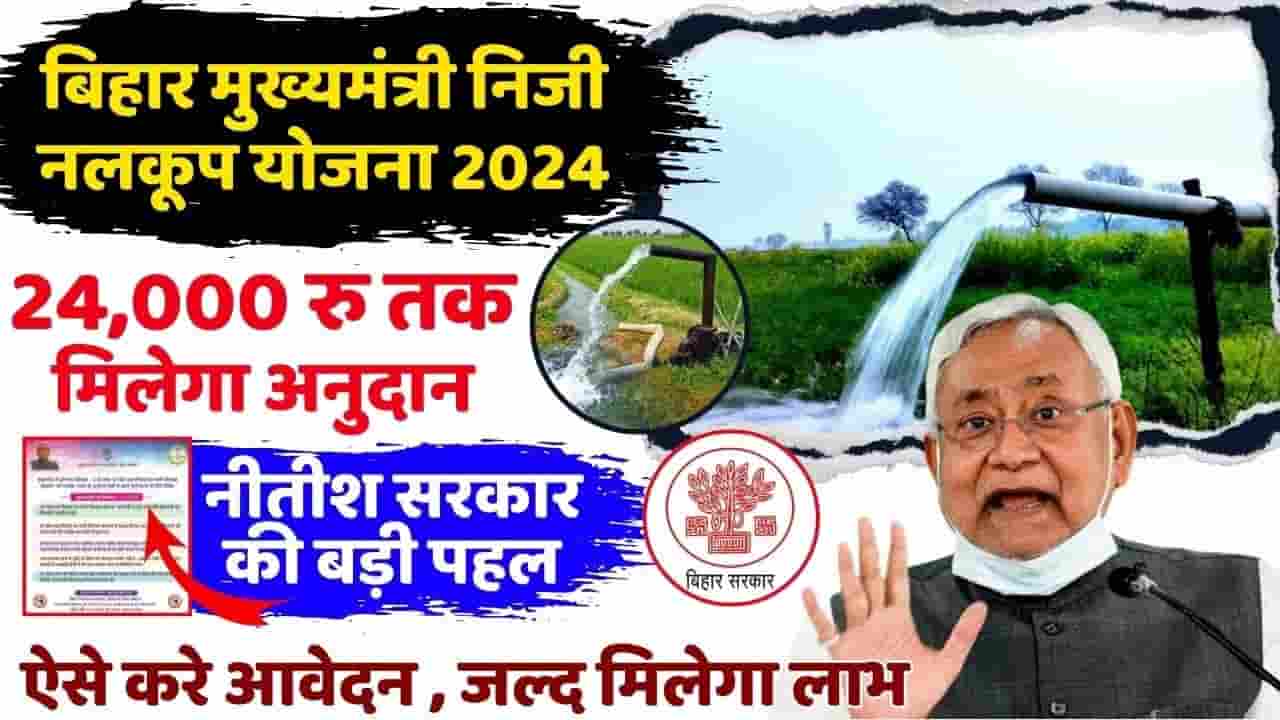 बिहार मुख्यमंत्री निजी
नलकूप योजना 2024
24,000 रु तक
मिलेगा अनुदान
नीतीश सरकार
की बड़ी पहल
बिहार सरकार
ऐसे करे आवेदन , जल्द मिलेगा लाभ